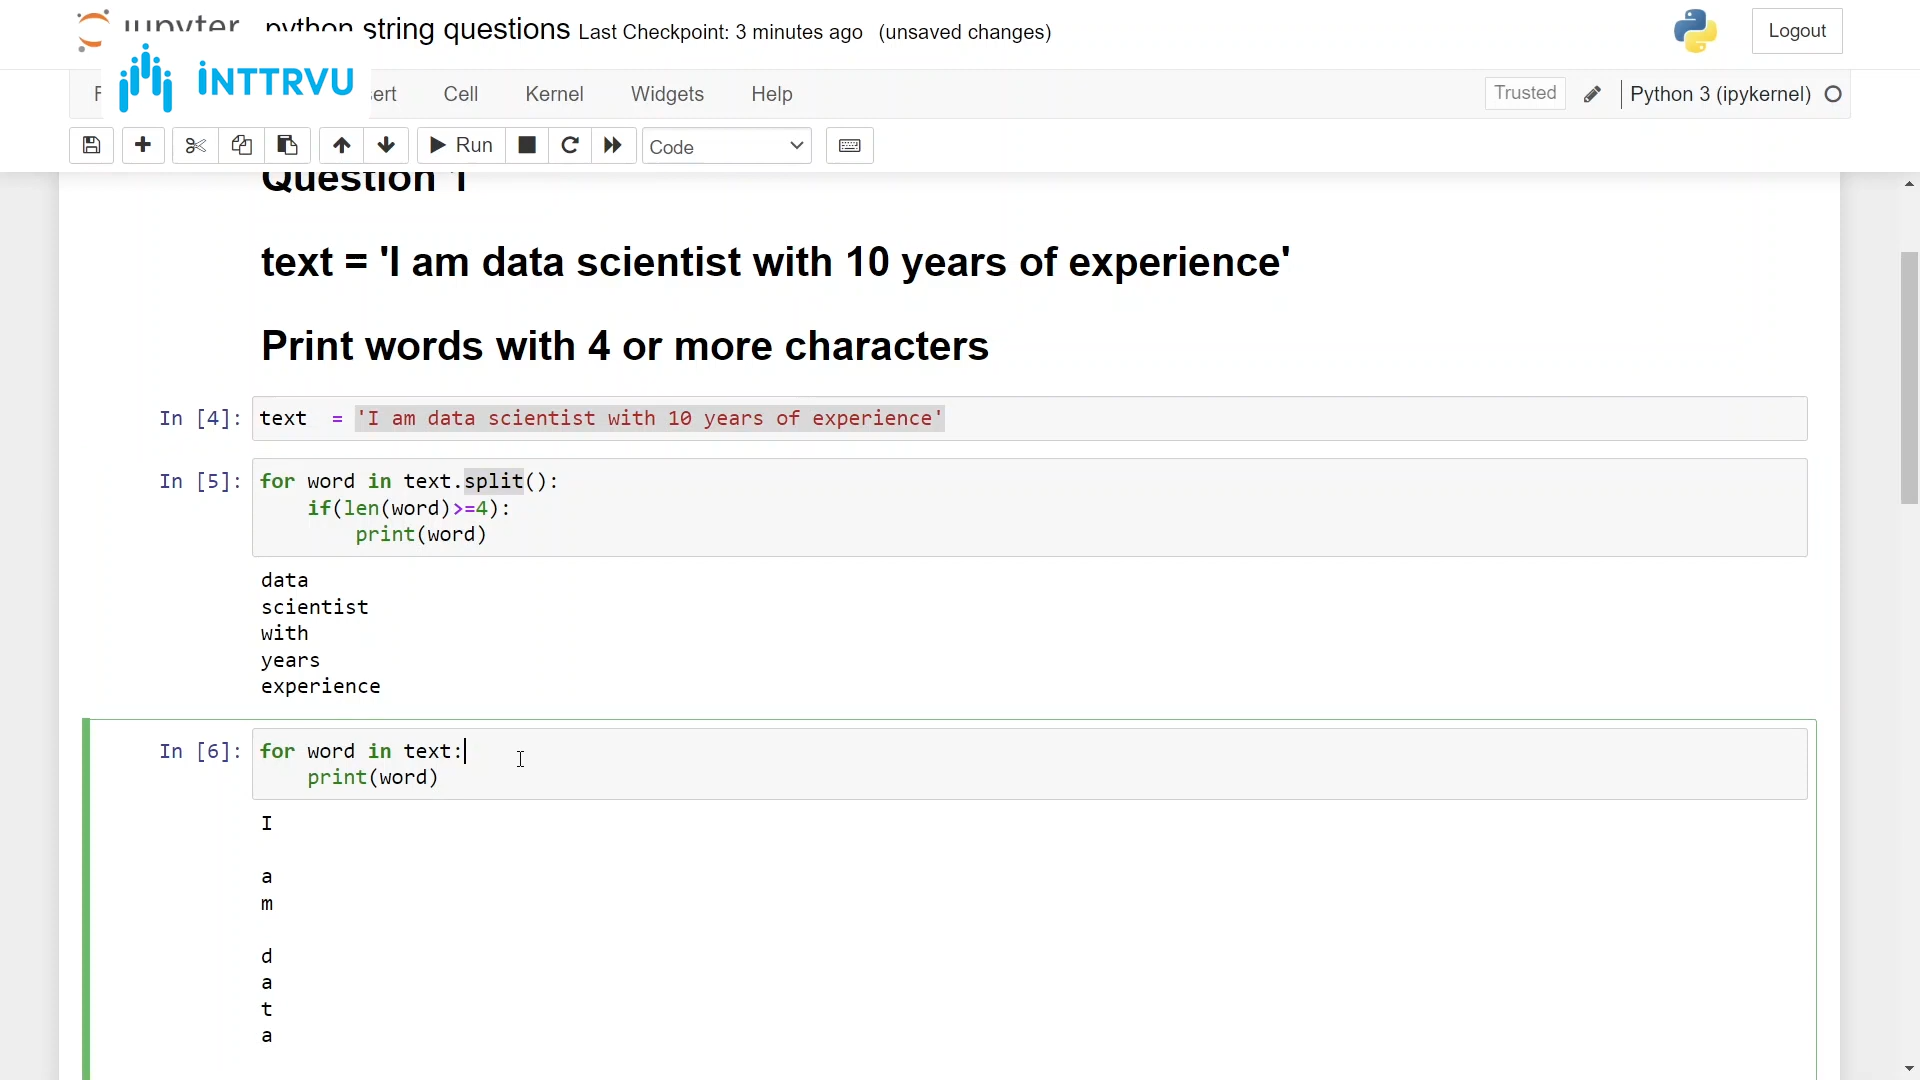 jupyter python string questions Last Checkpoint: 3 minutes ago (unsaved changes) Logout
iNTTRVU
F ert Cell Kernel Widgets Help Trusted Python 3 (ipykernel)
Run Code
Question 1
text = 'I am data scientist with 10 years of experience'
Print words with 4 or more characters
In [4]: text  = 'I am data scientist with 10 years of experience'
In [5]: for word in text.split():
    if(len(word)>=4):
        print(word)
data
scientist
with
years
experience
In [6]: for word in text:
    print(word)
I
a
m
d
a
t
a